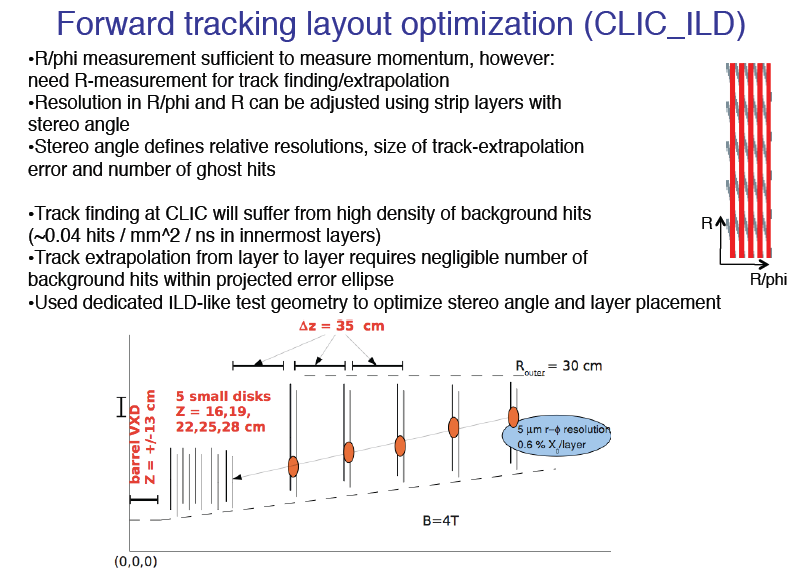 Forward tracking layout optimization (CLIC_ILD)
•R/phi measurement sufficient to measure momentum, however:
need R-measurement for track finding/extrapolation
•Resolution in R/phi and R can be adjusted using strip layers with
stereo angle
•Stereo angle defines relative resolutions, size of track-extrapolation
error and number of ghost hits
•Track finding at CLIC will suffer from high density of background hits
(~0.04 hits / mm^2 / ns in innermost layers)
•Track extrapolation from layer to layer requires negligible number of
background hits within projected error ellipse
•Used dedicated ILD-like test geometry to optimize stereo angle and layer placement
R
R/phi
Δz = 35 cm
Router = 30 cm
5 small disks
Z = 16,19,
22,25,28 cm
barrel VXD
Z = +/-13 cm
5 μm r-ϕ resolution
0.6 % X0/layer
B=4T
(0,0,0)